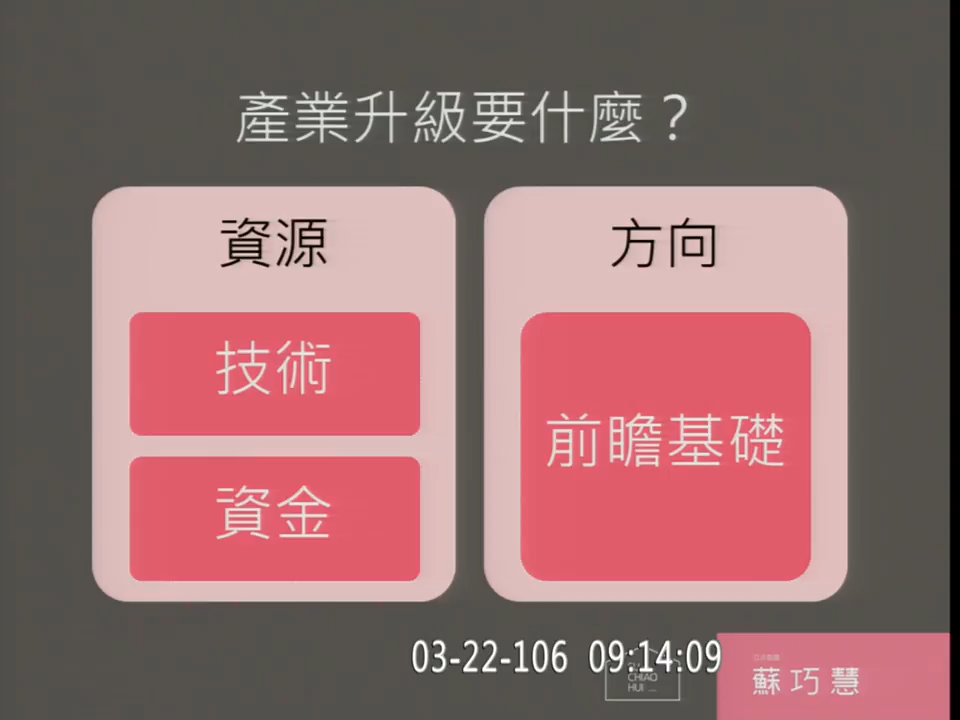 產業升級要什麼？
資源
技術
資金
方向
前瞻基礎
03-22-106 09:14:09
CHIAO
HUI
蘇巧慧